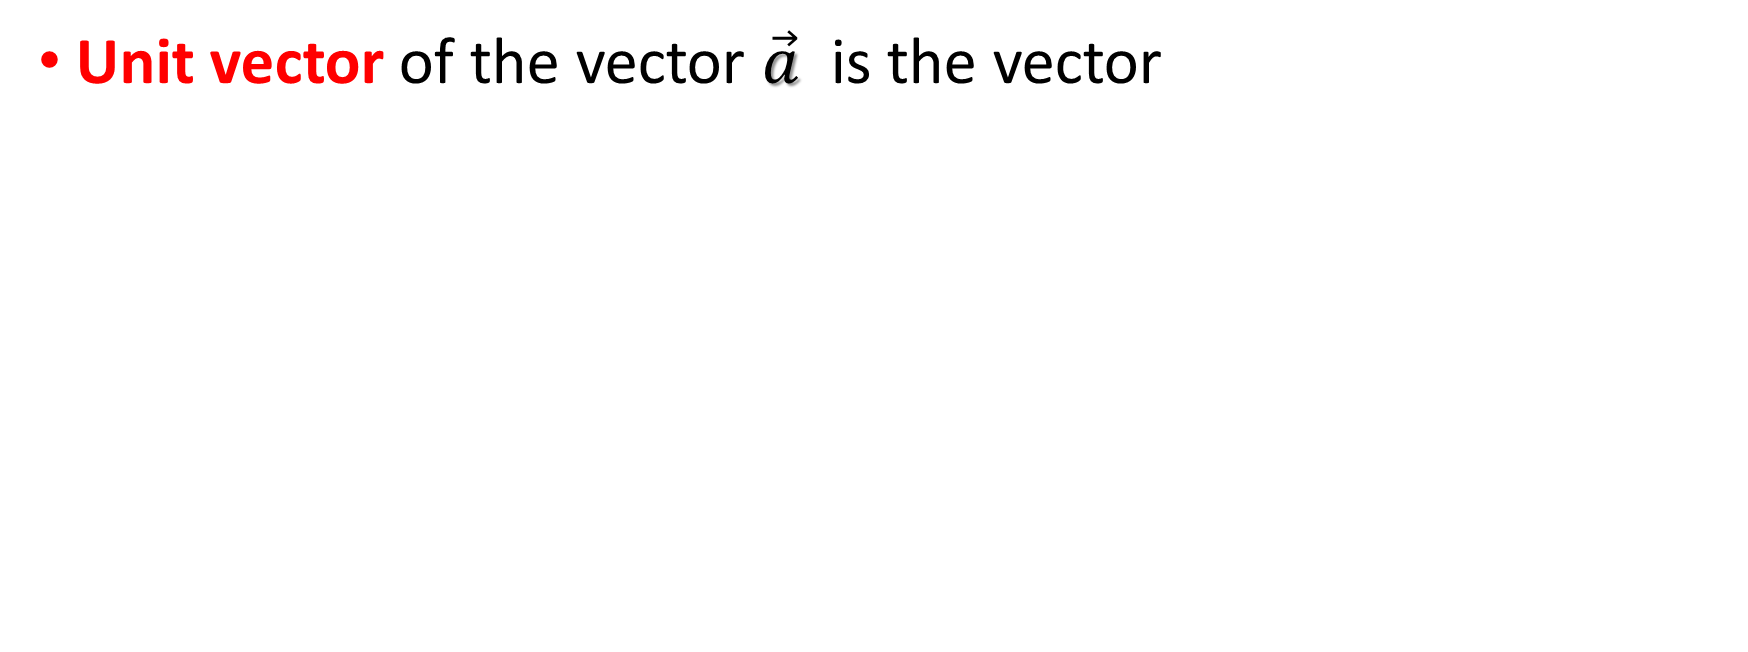 • Unit vector of the vector a⃗ is the vector